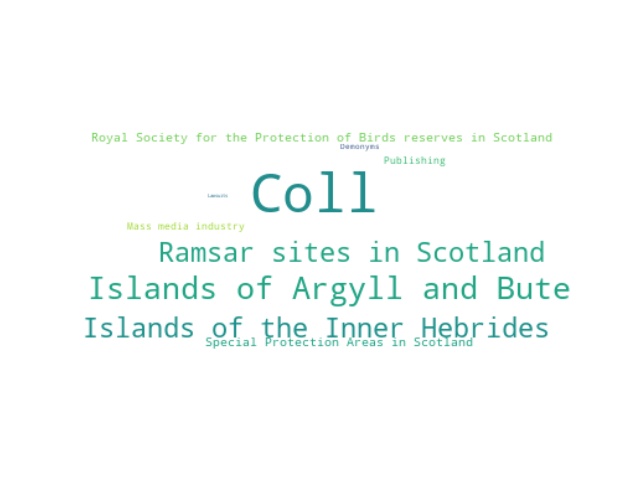 Royal Society for the Protection of Birds reserves in Scotland
Demonyms
Publishing
Coll
Lawsuits
Mass media industry
Ramsar sites in Scotland
Islands of Argyll and Bute
Islands of the Inner Hebrides
Special Protection Areas in Scotland